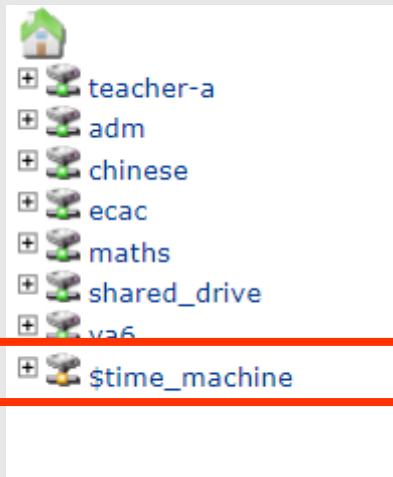 teacher-a
adm
chinese
ecac
maths
shared_drive
$time_machine